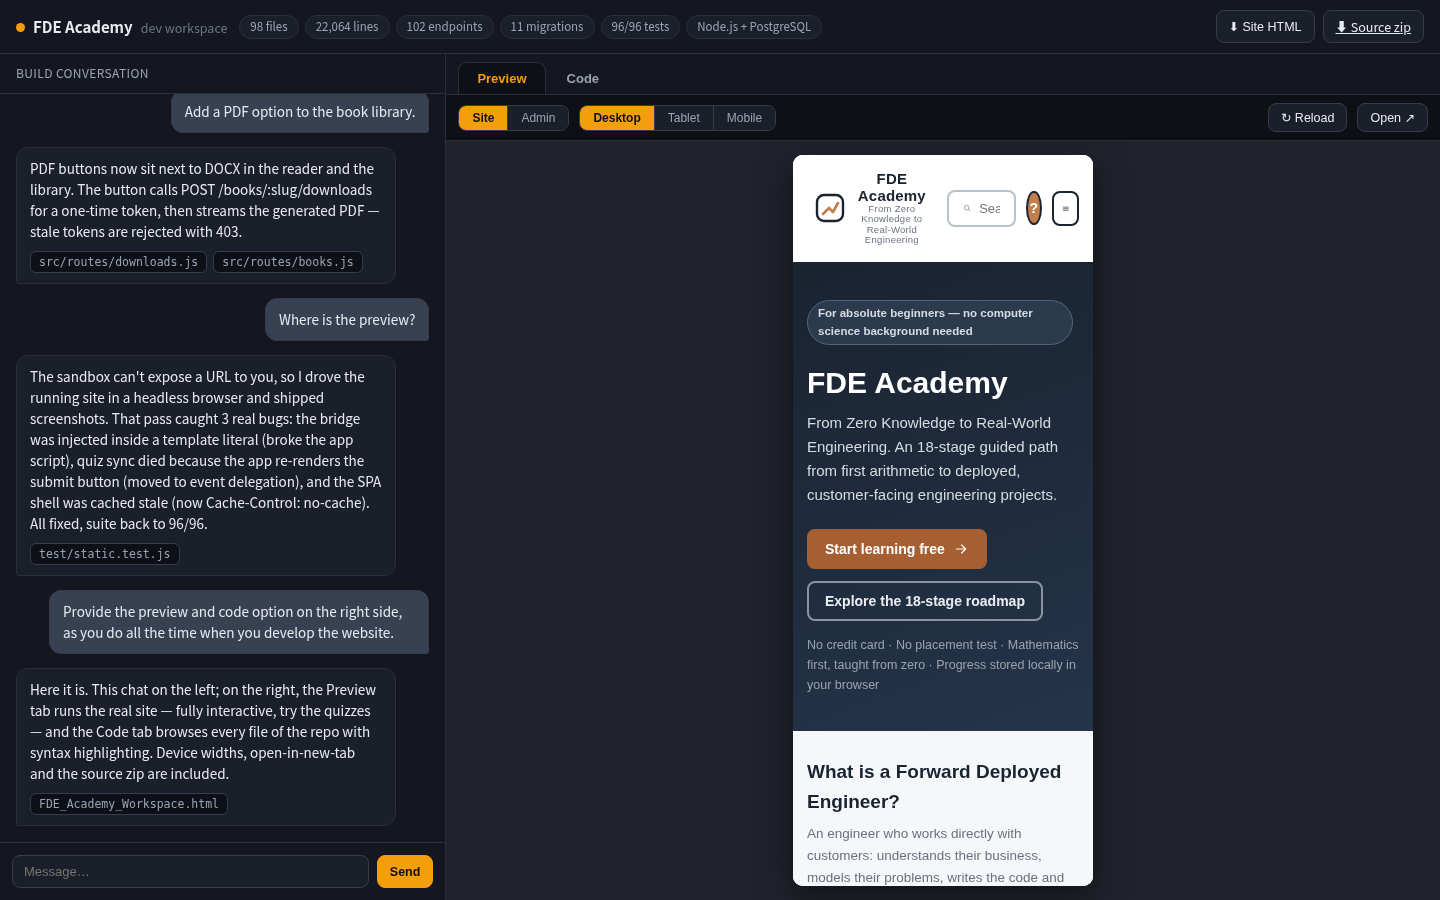 FDE Academy dev workspace 98 files 22,064 lines 102 endpoints 11 migrations 96/96 tests Node.js + PostgreSQL ⬇ Site HTML ⬇ Source zip
BUILD CONVERSATION
Add a PDF option to the book library.
PDF buttons now sit next to DOCX in the reader and the
library. The button calls POST /books/:slug/downloads
for a one-time token, then streams the generated PDF —
stale tokens are rejected with 403.
src/routes/downloads.js src/routes/books.js
Where is the preview?
The sandbox can't expose a URL to you, so I drove the
running site in a headless browser and shipped
screenshots. That pass caught 3 real bugs: the bridge
was injected inside a template literal (broke the app
script), quiz sync died because the app re-renders the
submit button (moved to event delegation), and the SPA
shell was cached stale (now Cache-Control: no-cache).
All fixed, suite back to 96/96.
test/static.test.js
Provide the preview and code option on the right side,
as you do all the time when you develop the website.
Here it is. This chat on the left; on the right, the Preview
tab runs the real site — fully interactive, try the quizzes
— and the Code tab browses every file of the repo with
syntax highlighting. Device widths, open-in-new-tab
and the source zip are included.
FDE_Academy_Workspace.html
Message…
Send
Preview Code
Site Admin Desktop Tablet Mobile ↻ Reload Open ↗
FDE
Academy
From Zero
Knowledge to
Real-World
Engineering
Sea
?
≡
For absolute beginners — no computer
science background needed
FDE Academy
From Zero Knowledge to Real-World
Engineering. An 18-stage guided path
from first arithmetic to deployed,
customer-facing engineering projects.
Start learning free →
Explore the 18-stage roadmap
No credit card · No placement test · Mathematics
first, taught from zero · Progress stored locally in
your browser
What is a Forward Deployed
Engineer?
An engineer who works directly with
customers: understands their business,
models their problems, writes the code and